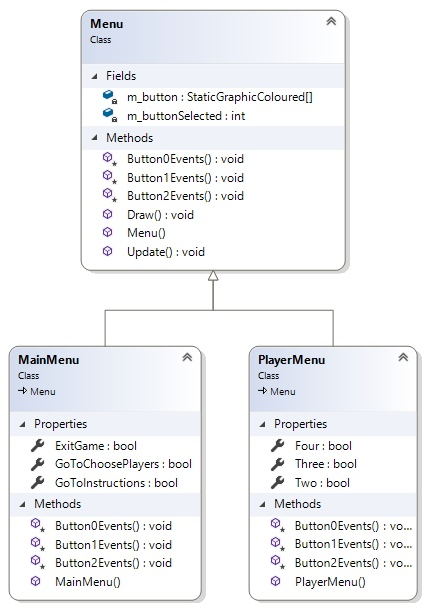 Menu
Class
Fields
m_button : StaticGraphicColoured[]
m_buttonSelected : int
Methods
Button0Events() : void
Button1Events() : void
Button2Events() : void
Draw() : void
Menu()
Update() : void
MainMenu
Class
Menu
Properties
ExitGame : bool
GoToChoosePlayers : bool
GoToInstructions : bool
Methods
Button0Events() : void
Button1Events() : void
Button2Events() : void
MainMenu()
PlayerMenu
Class
Menu
Properties
Four : bool
Three : bool
Two : bool
Methods
Button0Events() : vo...
Button1Events() : vo...
Button2Events() : vo...
PlayerMenu()